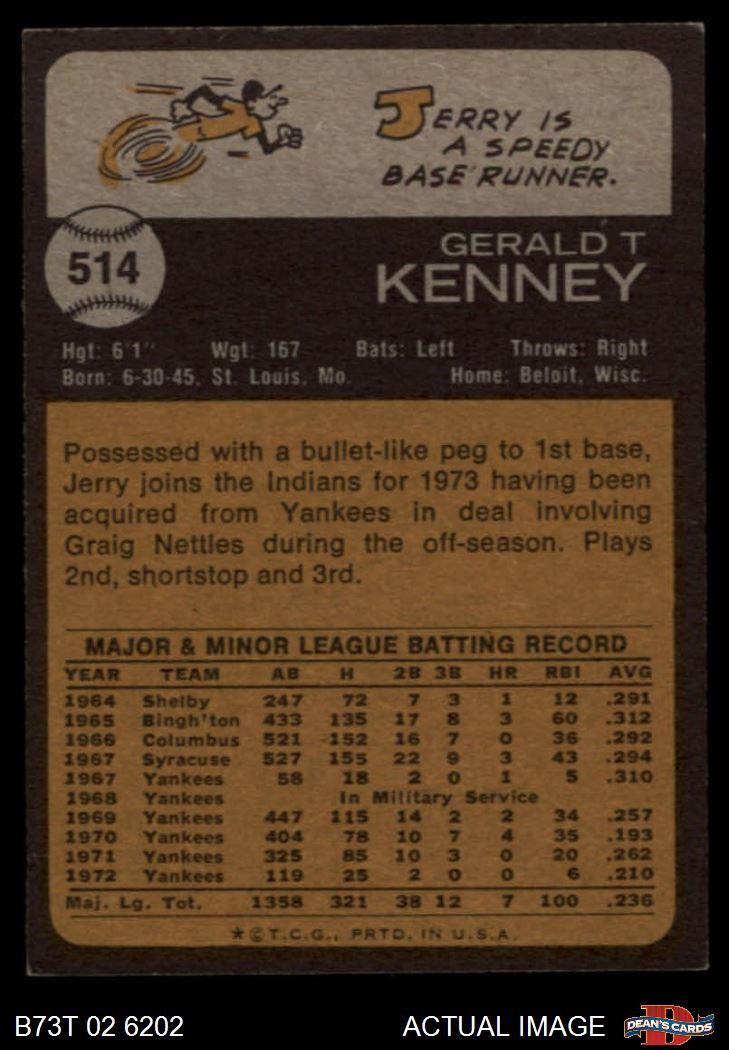 JERRY IS
A SPEEDY
BASE RUNNER.
514
GERALD T
KENNEY
Hgt: 6'1" Wgt: 167 Bats: Left Throws: Right
Born: 6-30-45, St. Louis, Mo. Home: Beloit, Wisc.
Possessed with a bullet-like peg to 1st base,
Jerry joins the Indians for 1973 having been
acquired from Yankees in deal involving
Graig Nettles during the off-season. Plays
2nd, shortstop and 3rd.
MAJOR & MINOR LEAGUE BATTING RECORD
YEAR TEAM AB H 2B 3B HR RBI AVG
1964 Shelby 247 72 7 3 1 12 .291
1965 Bingh'ton 433 135 17 8 3 60 .312
1966 Columbus 521 152 16 7 0 36 .292
1967 Syracuse 527 155 22 9 3 43 .294
1967 Yankees 58 18 2 0 1 5 .310
1968 Yankees In Military Service
1969 Yankees 447 115 14 2 2 34 .257
1970 Yankees 404 78 10 7 4 35 .193
1971 Yankees 325 85 10 3 0 20 .262
1972 Yankees 119 25 2 0 0 6 .210
Maj. Lg. Tot. 1358 321 38 12 7 100 .236
*©T.C.G., PRTD. IN U.S.A.
B73T 02 6202 ACTUAL IMAGE D DEAN'S CARDS